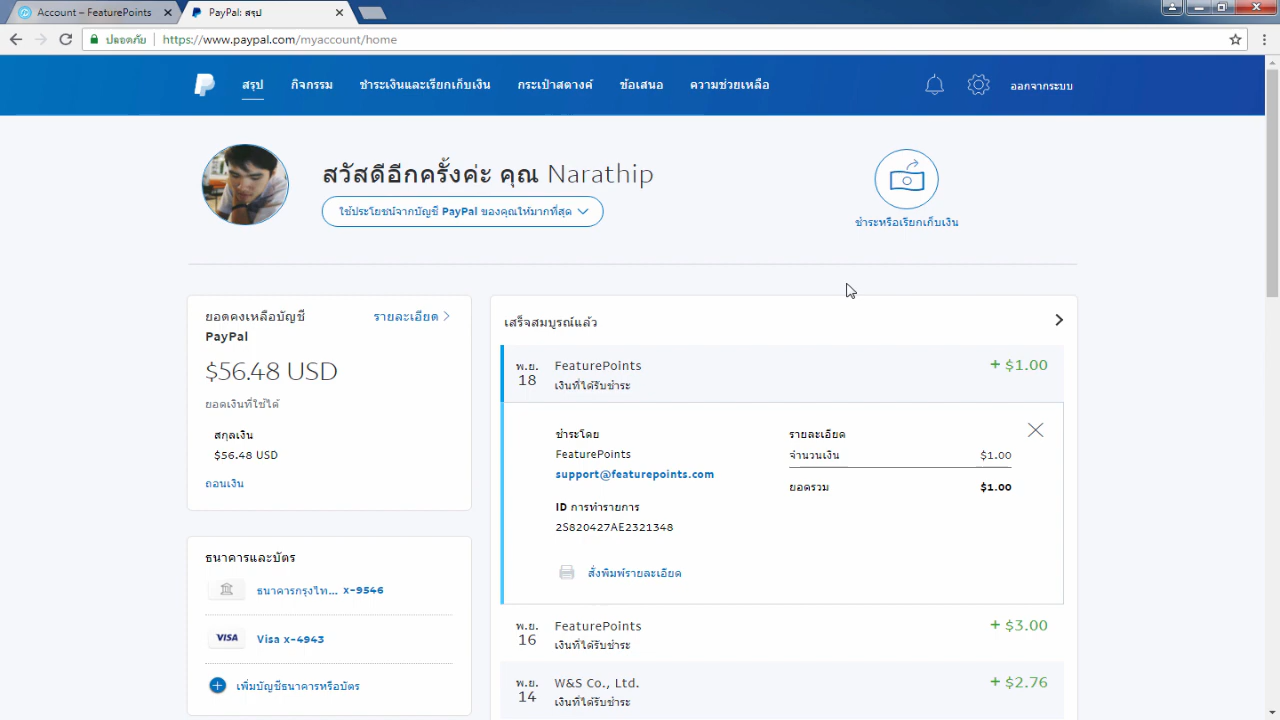 Account – FeaturePoints
PayPal: สรุป
ปลอดภัย
https://www.paypal.com/myaccount/home
สรุป
กิจกรรม
ชำระเงินและเรียกเก็บเงิน
กระเป๋าสตางค์
ข้อเสนอ
ความช่วยเหลือ
ออกจากระบบ
สวัสดีอีกครั้งค่ะ คุณ Narathip
ใช้ประโยชน์จากบัญชี PayPal ของคุณให้มากที่สุด
ชำระหรือเรียกเก็บเงิน
ยอดคงเหลือบัญชี
PayPal
รายละเอียด
$56.48 USD
ยอดเงินที่ใช้ได้
สกุลเงิน
$56.48 USD
ถอนเงิน
ธนาคารและบัตร
ธนาคารกรุงไท... x-9546
VISA
Visa x-4943
เพิ่มบัญชีธนาคารหรือบัตร
เสร็จสมบูรณ์แล้ว
พ.ย.
18
FeaturePoints
เงินที่ได้รับชำระ
+ $1.00
ชำระโดย
FeaturePoints
support@featurepoints.com
ID การทำรายการ
2S820427AE2321348
สั่งพิมพ์รายละเอียด
รายละเอียด
จำนวนเงิน $1.00
ยอดรวม $1.00
พ.ย.
16
FeaturePoints
เงินที่ได้รับชำระ
+ $3.00
พ.ย.
14
W&S Co., Ltd.
เงินที่ได้รับชำระ
+ $2.76